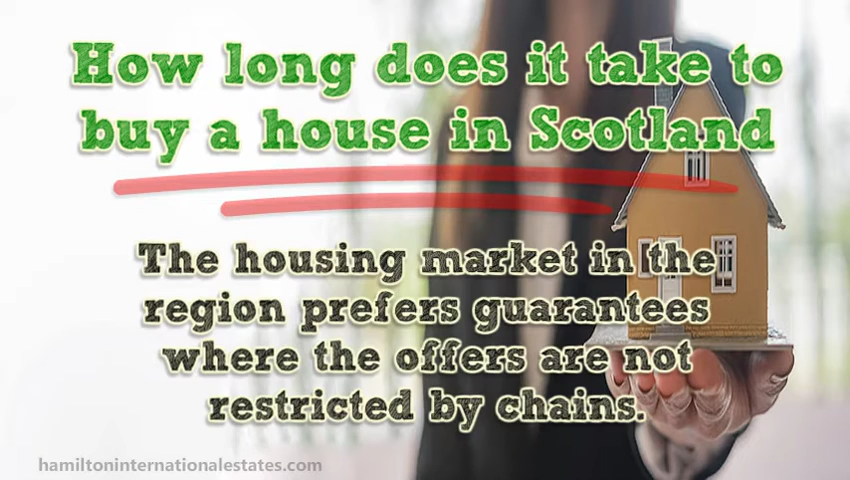 How long does it take to
buy a house in Scotland
The housing market in the
region prefers guarantees
where the offers are not
restricted by chains.
hamiltoninternationalestates.com